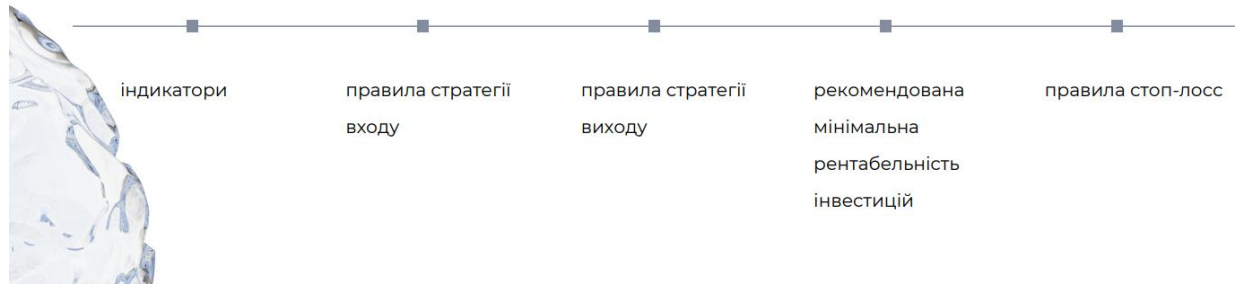 індикатори
правила стратегії
входу
правила стратегії
виходу
рекомендована
мінімальна
рентабельність
інвестицій
правила стоп-лосс